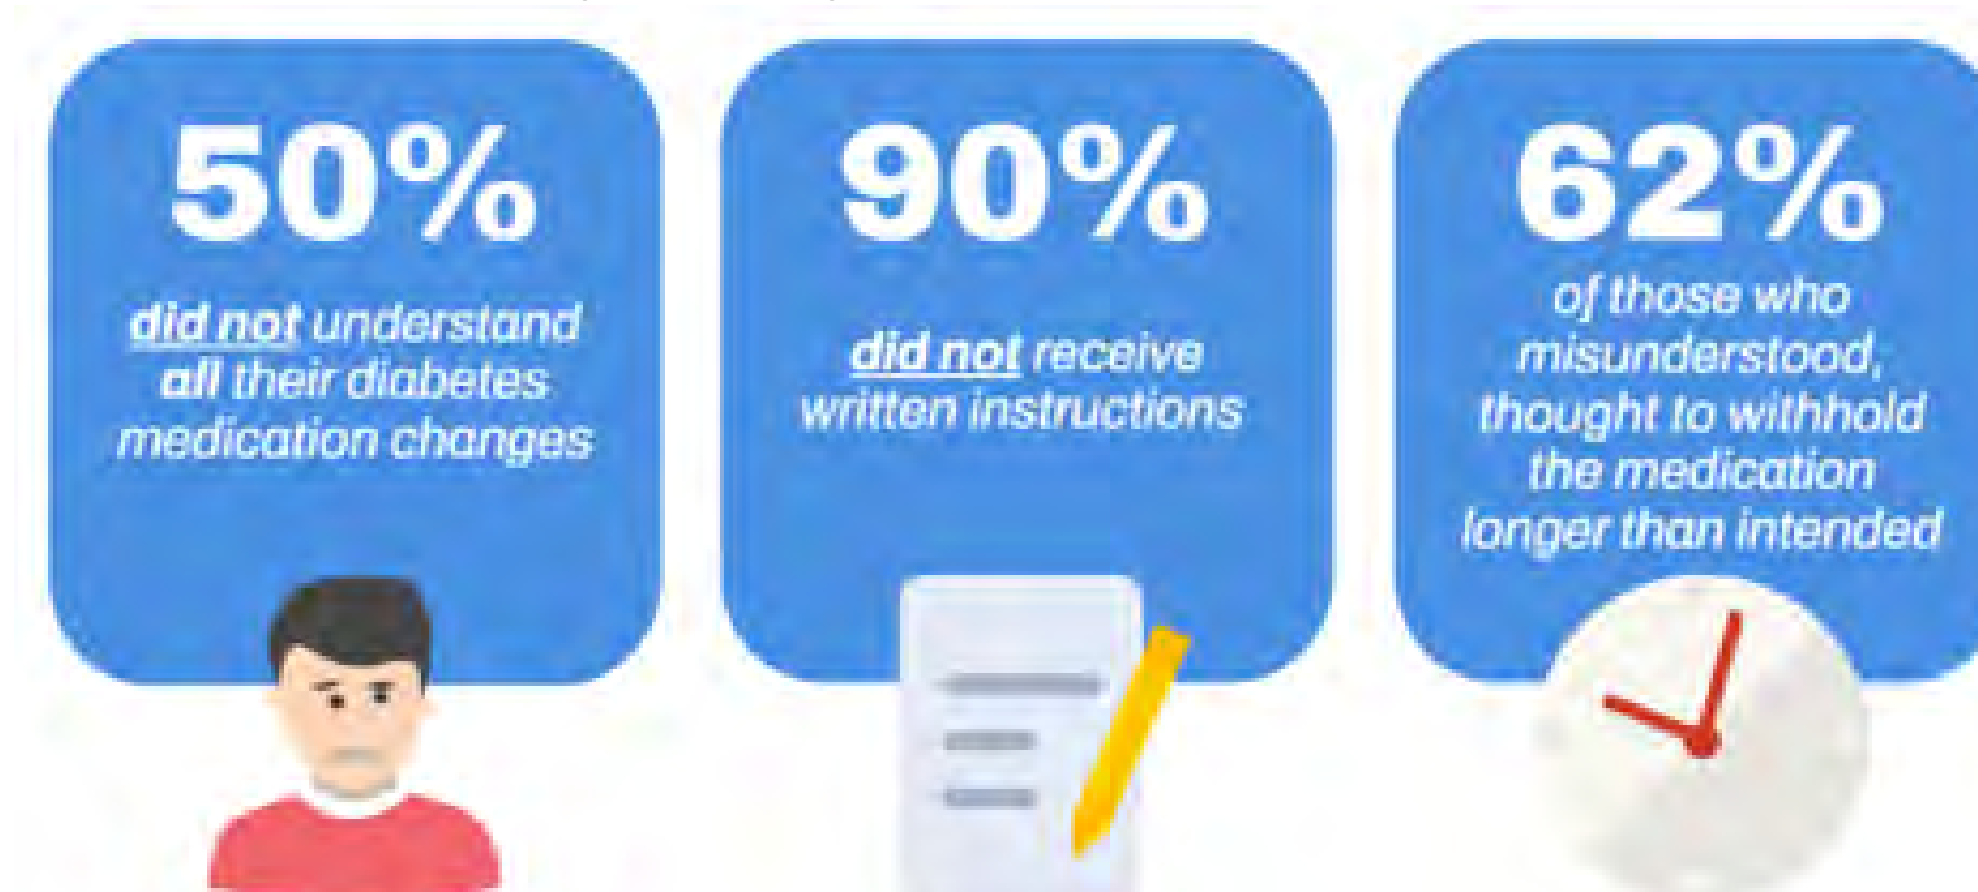 50%
did not understand
all their diabetes
medication changes
90%
did not receive
written instructions
62%
of those who
misunderstood,
thought to withhold
the medication
longer than intended